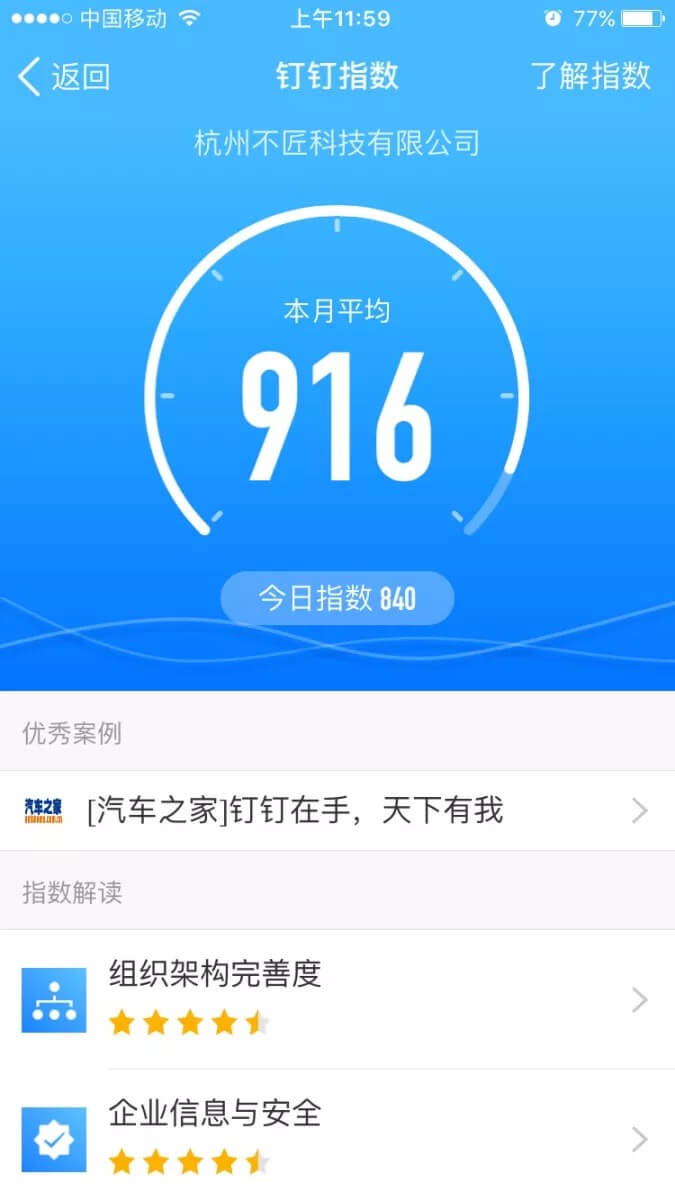 中国移动 上午11:59 77%
返回 钉钉指数 了解指数
杭州不匠科技有限公司
本月平均
916
今日指数 840
优秀案例
汽车之家 [汽车之家]钉钉在手，天下有我
指数解读
组织架构完善度
企业信息与安全